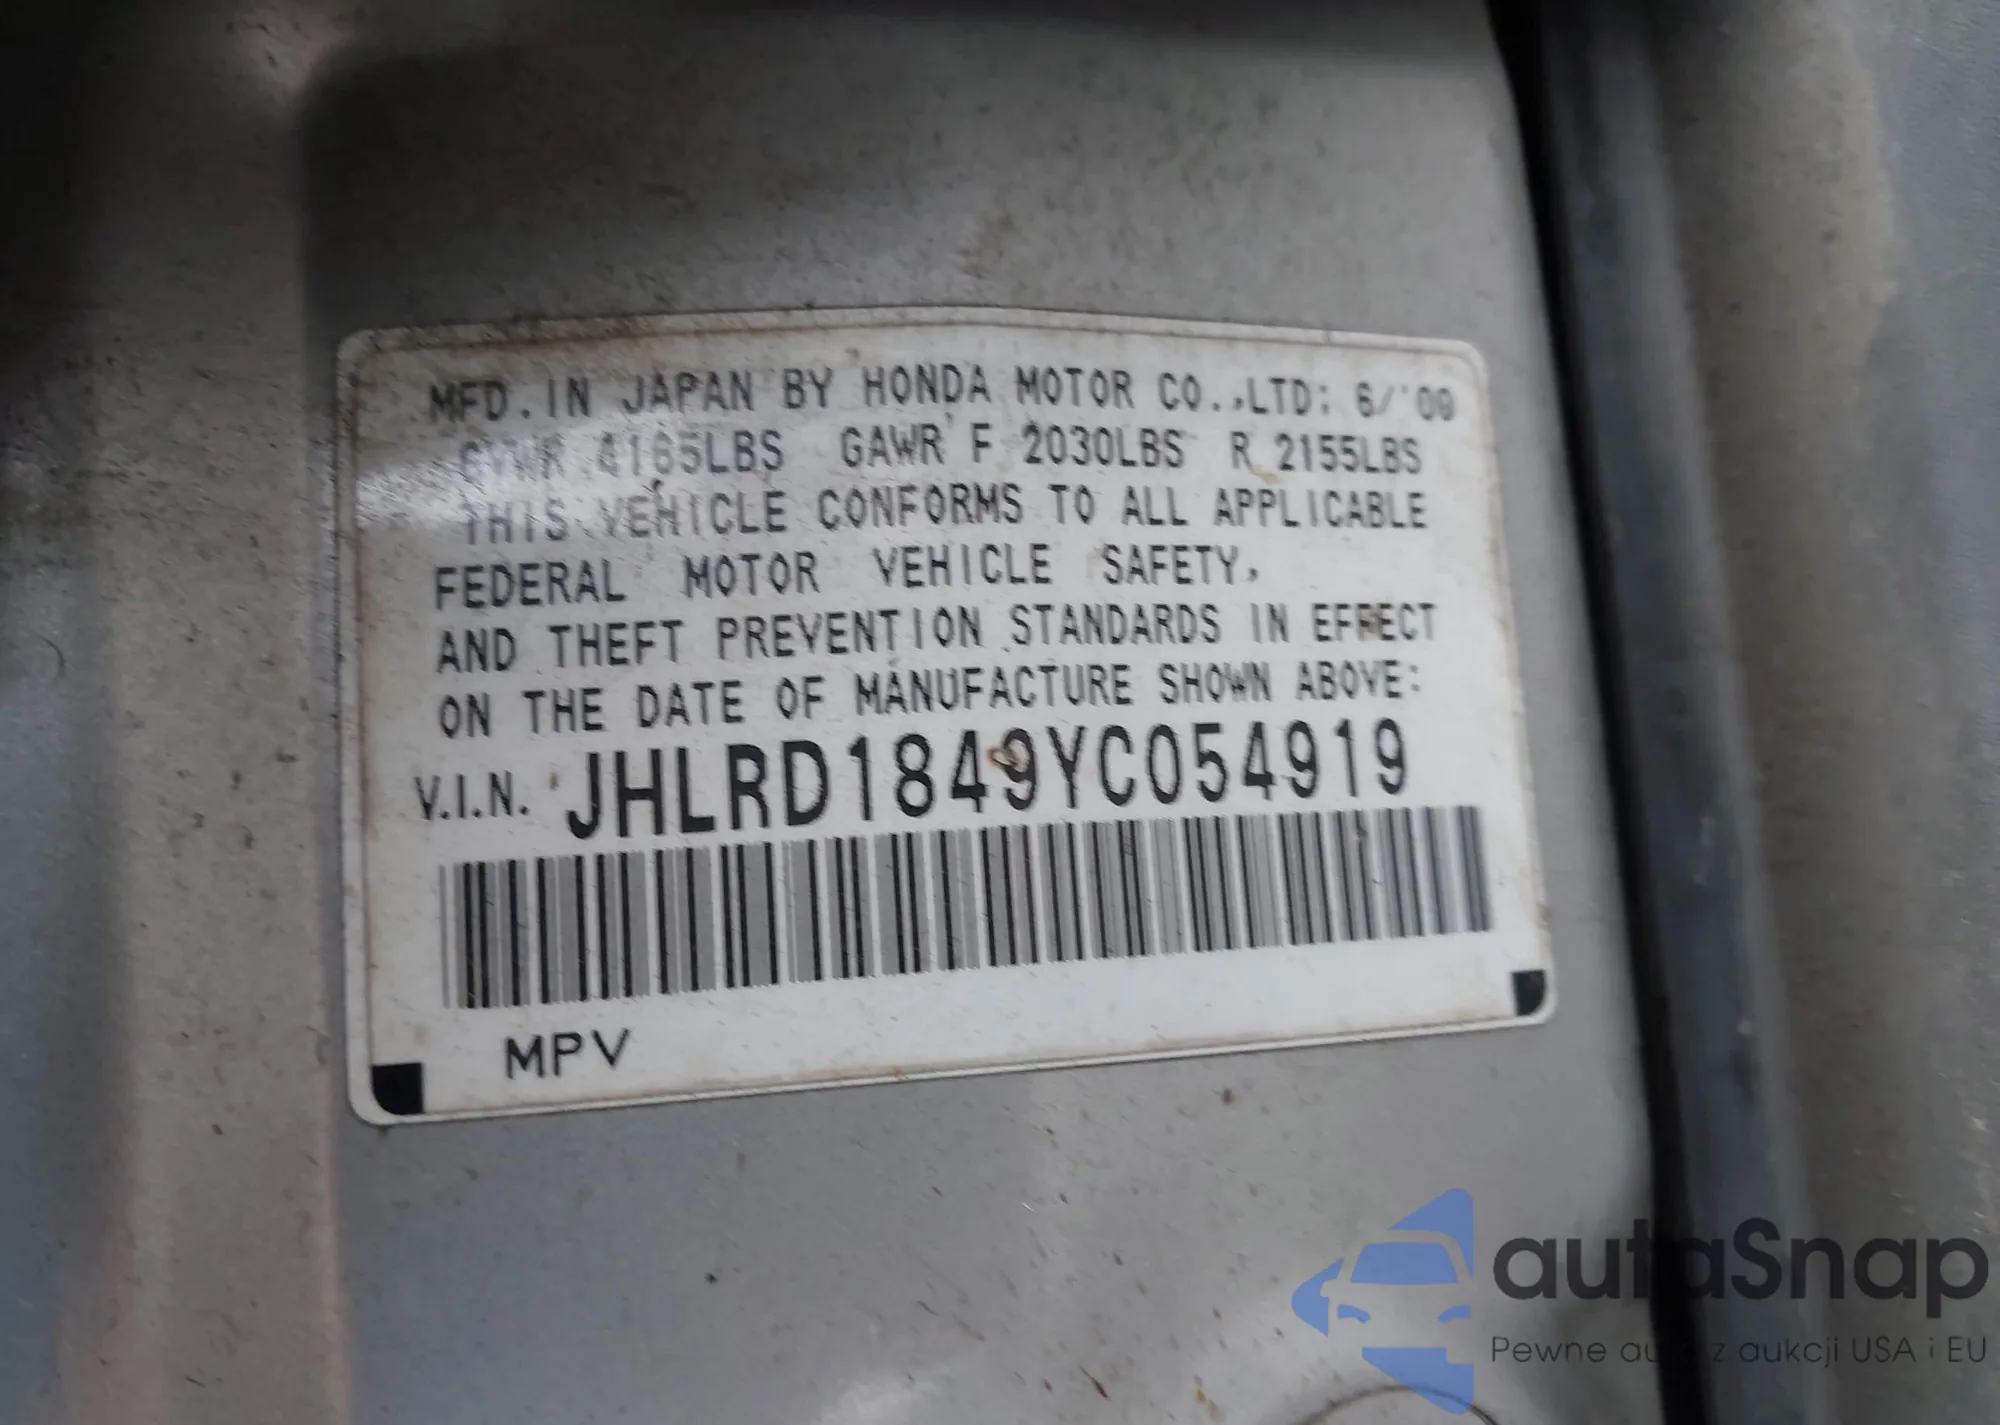 MFD. IN JAPAN BY HONDA MOTOR CO.,LTD: 6/'00
GVWR 4165LBS GAWR F 2030LBS R 2155LBS
THIS VEHICLE CONFORMS TO ALL APPLICABLE
FEDERAL MOTOR VEHICLE SAFETY,
AND THEFT PREVENTION STANDARDS IN EFFECT
ON THE DATE OF MANUFACTURE SHOWN ABOVE:
V.I.N. JHLRD1849YC054919
MPV
autaSnap
Pewne auta z aukcji USA i EU